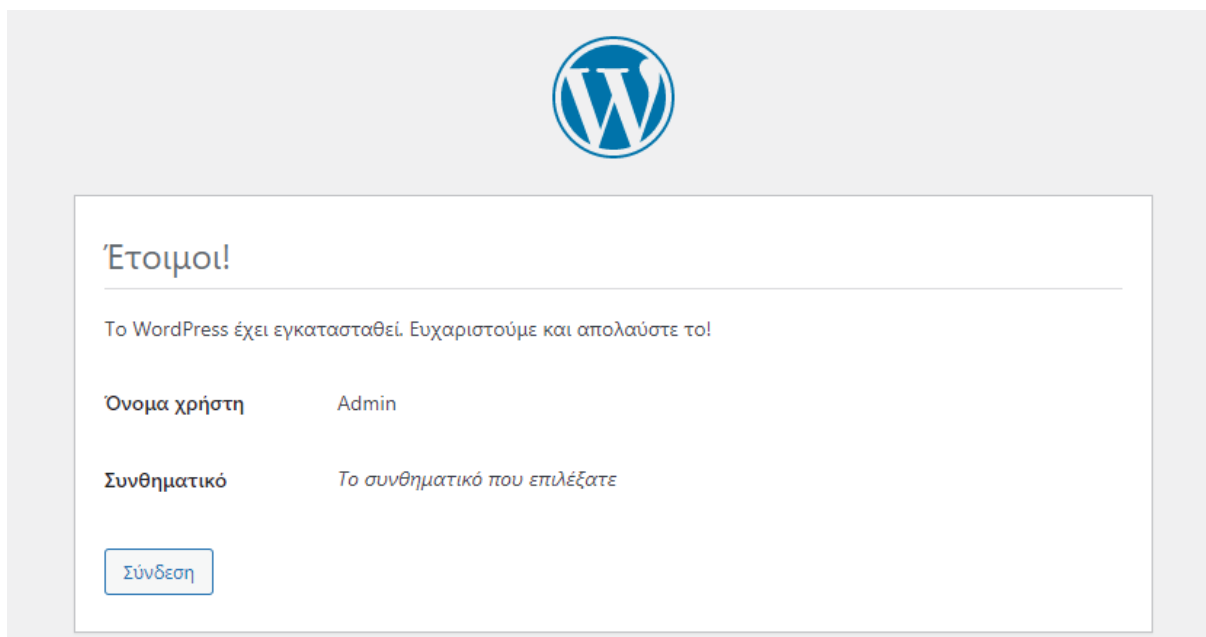 Έτοιμοι!
Το WordPress έχει εγκατασταθεί. Ευχαριστούμε και απολαύστε το!
Όνομα χρήστη Admin
Συνθηματικό Το συνθηματικό που επιλέξατε
Σύνδεση